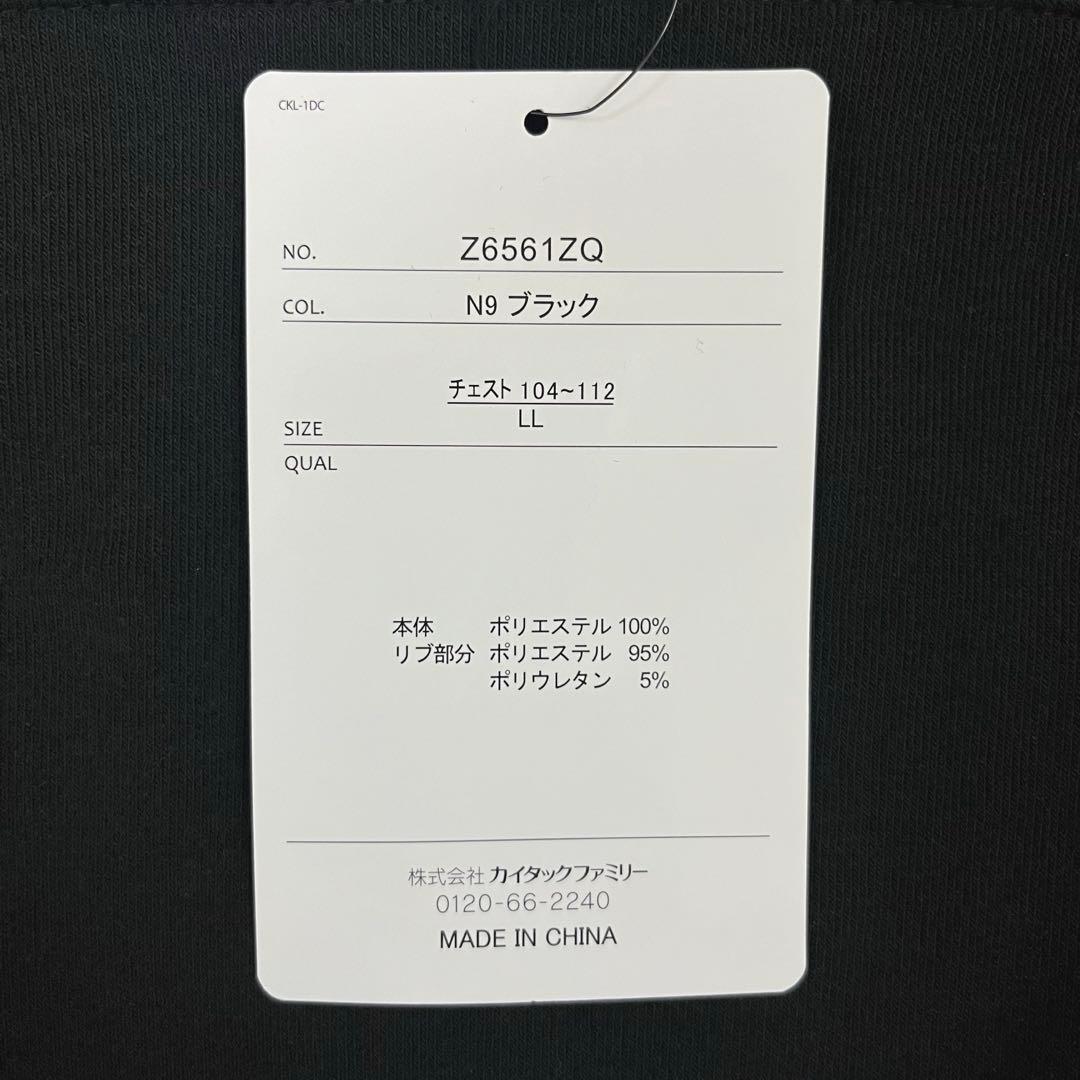 CKL-1DC
NO. Z6561ZQ
COL. N9 ブラック
チェスト 104~112
LL
SIZE
QUAL
本体 ポリエステル 100%
リブ部分 ポリエステル 95%
ポリウレタン 5%
株式会社 カイタックファミリー
0120-66-2240
MADE IN CHINA